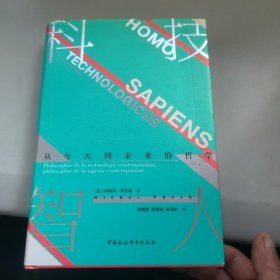 科技
HOMO
SAPIENS
TECHNOLOGICUS
从今天到未来的哲学
Philosophie de la technologie contemporaine,
philosophie de la sagesse contemporaine
MICHEL PUECH
智人
中国社会科学出版社